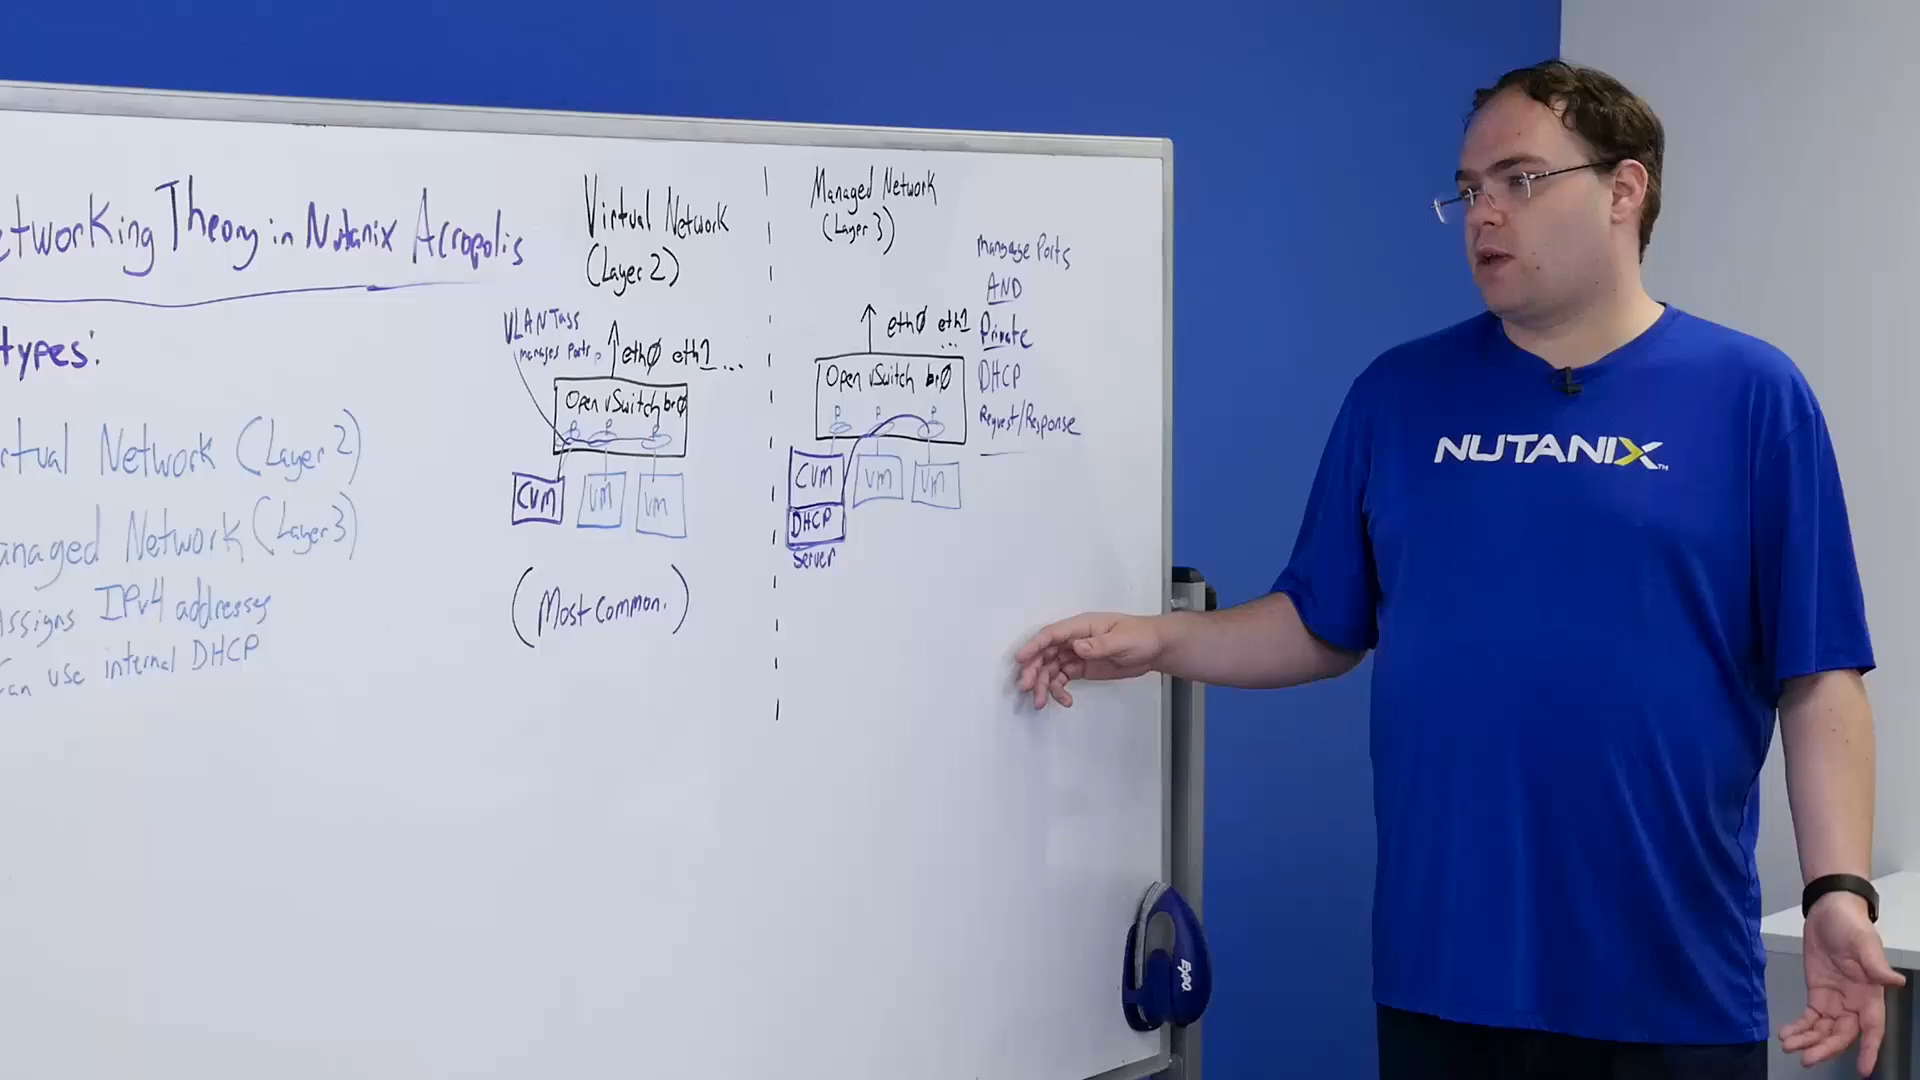 etworking Theory in Nutanix Acropolis
types:
rtual Network (Layer 2)
anaged Network (Layer 3)
Assigns IPv4 addresses
can use internal DHCP
Virtual Network
(Layer 2)
VLAN Tags
manages Ports
eth0 eth1 ...
Open vSwitch br0
P P P
CVM VM VM
(Most common.)
Managed Network
(Layer 3)
eth0 eth1
...
Open vSwitch br0
P P P
CVM VM VM
DHCP
Server
manage Ports
AND
Private
DHCP
Request/Response
NUTANIX™
EXPO